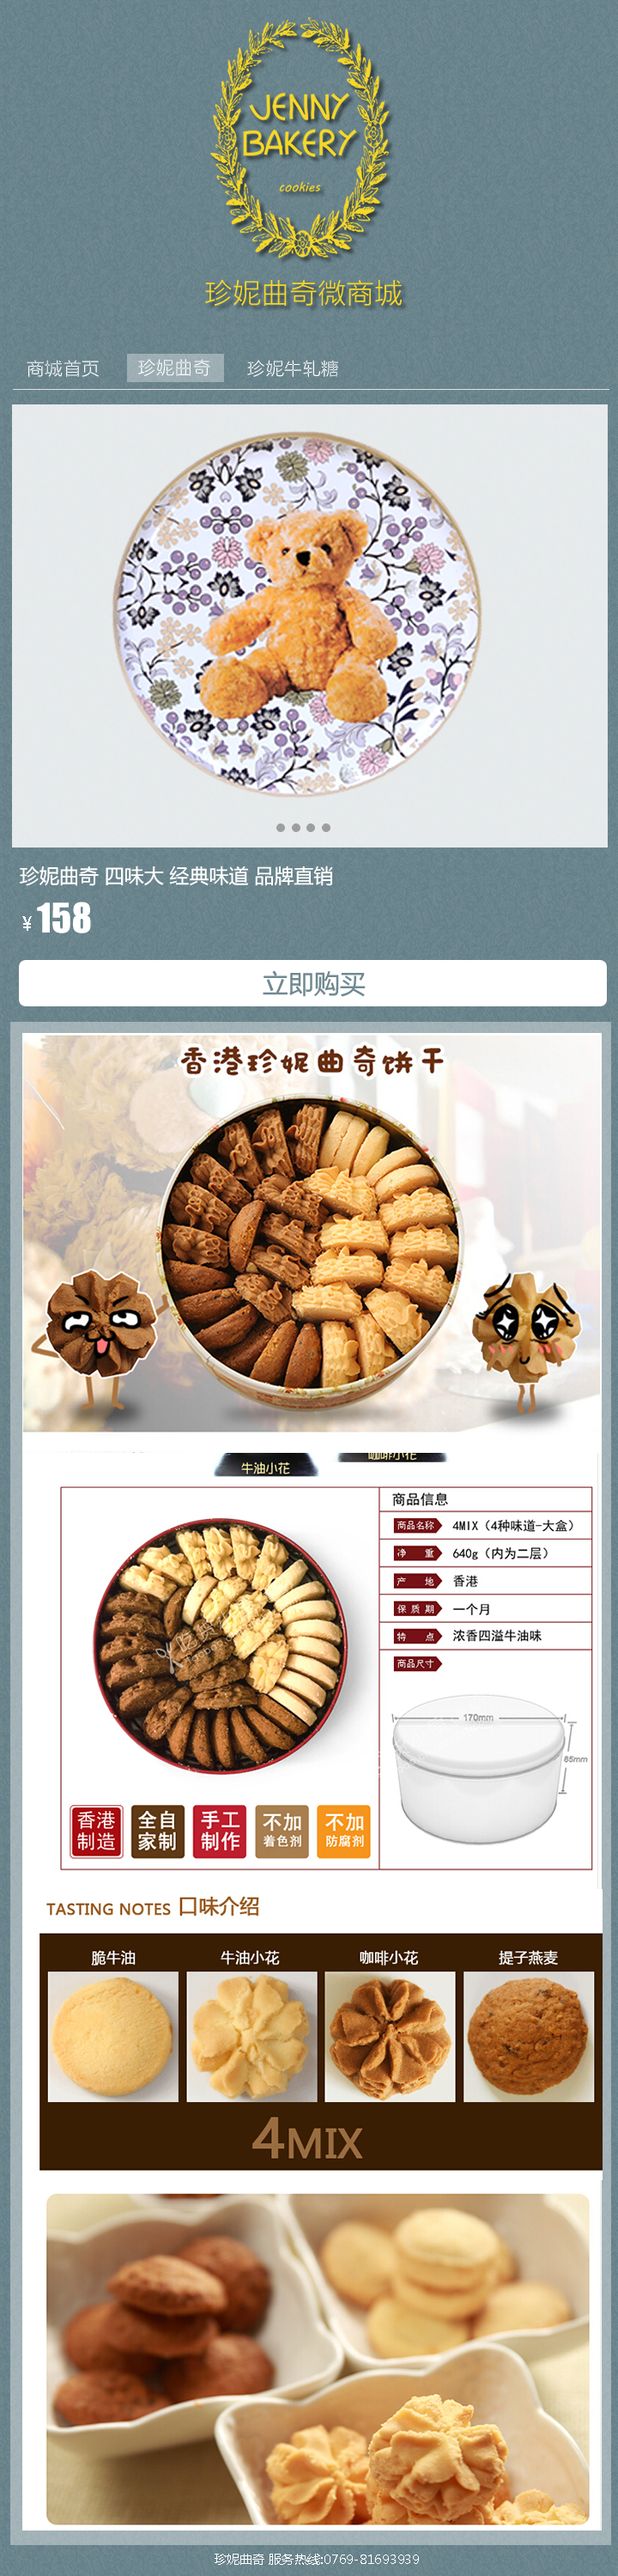 JENNY
BAKERY
cookies
珍妮曲奇微商城
商城首页 珍妮曲奇 珍妮牛轧糖
珍妮曲奇 四味大 经典味道 品牌直销
¥158
立即购买
香港珍妮曲奇饼干
牛油小花 咖啡小花
商品信息
商品名称 4MIX（4种味道-大盒）
净 重 640g（内为二层）
产 地 香港
保 质 期 一个月
特 点 浓香四溢牛油味
商品尺寸
170mm
85mm
香港制造 全自家制 手工制作 不加着色剂 不加防腐剂
TASTING NOTES 口味介绍
脆牛油 牛油小花 咖啡小花 提子燕麦
4MIX
珍妮曲奇 服务热线:0769-81693939